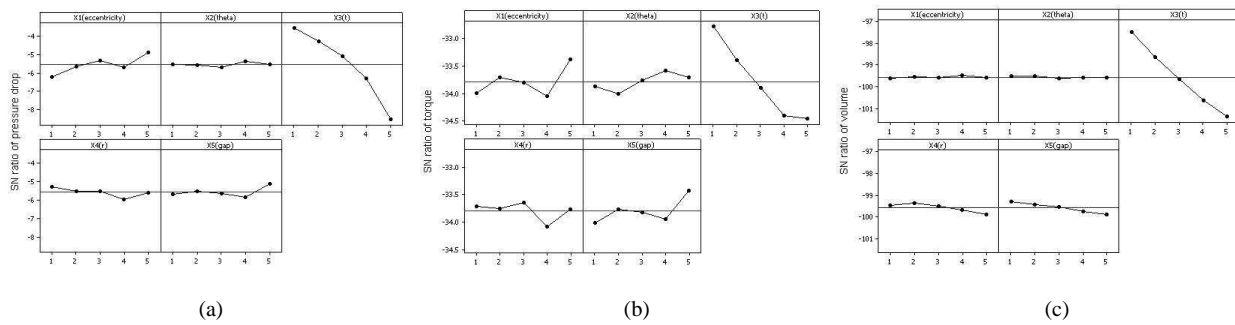 X1(eccentricity) X2(theta) X3(t)
-4
-5
-6
-7
-8
1 2 3 4 5
X4(r) X5(gap)
-4
-5
-6
-7
-8
1 2 3 4 5 1 2 3 4 5
SN ratio of pressure drop
(a)
X1(eccentricity) X2(theta) X3(t)
-33.0
-33.5
-34.0
-34.5
1 2 3 4 5
X4(r) X5(gap)
-33.0
-33.5
-34.0
-34.5
1 2 3 4 5 1 2 3 4 5
SN ratio of torque
(b)
X1(eccentricity) X2(theta) X3(t)
-97
-98
-99
-100
-101
1 2 3 4 5
X4(r) X5(gap)
-97
-98
-99
-100
-101
1 2 3 4 5 1 2 3 4 5
SN ratio of volume
(c)